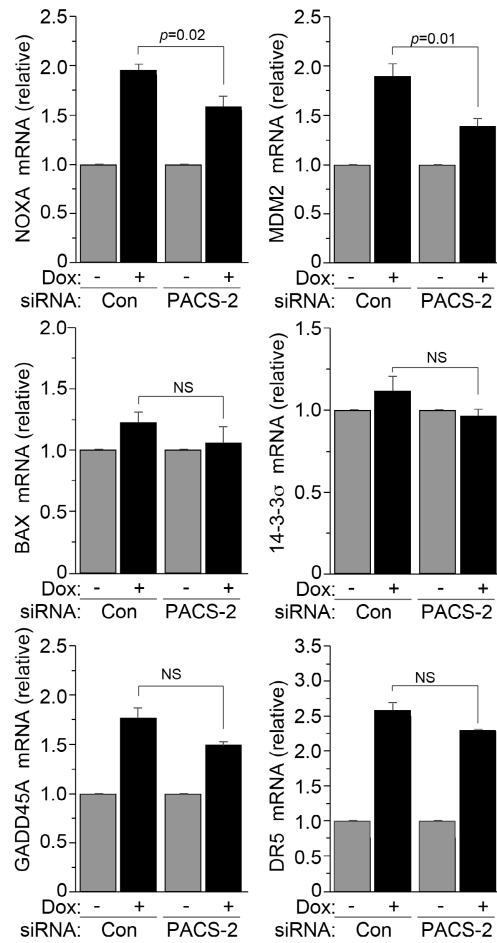 NOXA mRNA (relative)
2.5
2.0
1.5
1.0
0.5
0
p=0.02
Dox: - + - +
siRNA: Con PACS-2
MDM2 mRNA (relative)
2.5
2.0
1.5
1.0
0.5
0
p=0.01
Dox: - + - +
siRNA: Con PACS-2
BAX mRNA (relative)
2.0
1.5
1.0
0.5
0
NS
Dox: - + - +
siRNA: Con PACS-2
14-3-3σ mRNA (relative)
1.5
1.0
0.5
0
NS
Dox: - + - +
siRNA: Con PACS-2
GADD45A mRNA (relative)
2.5
2.0
1.5
1.0
0.5
0
NS
Dox: - + - +
siRNA: Con PACS-2
DR5 mRNA (relative)
3.5
3.0
2.5
2.0
1.5
1.0
0.5
0
NS
Dox: - + - +
siRNA: Con PACS-2